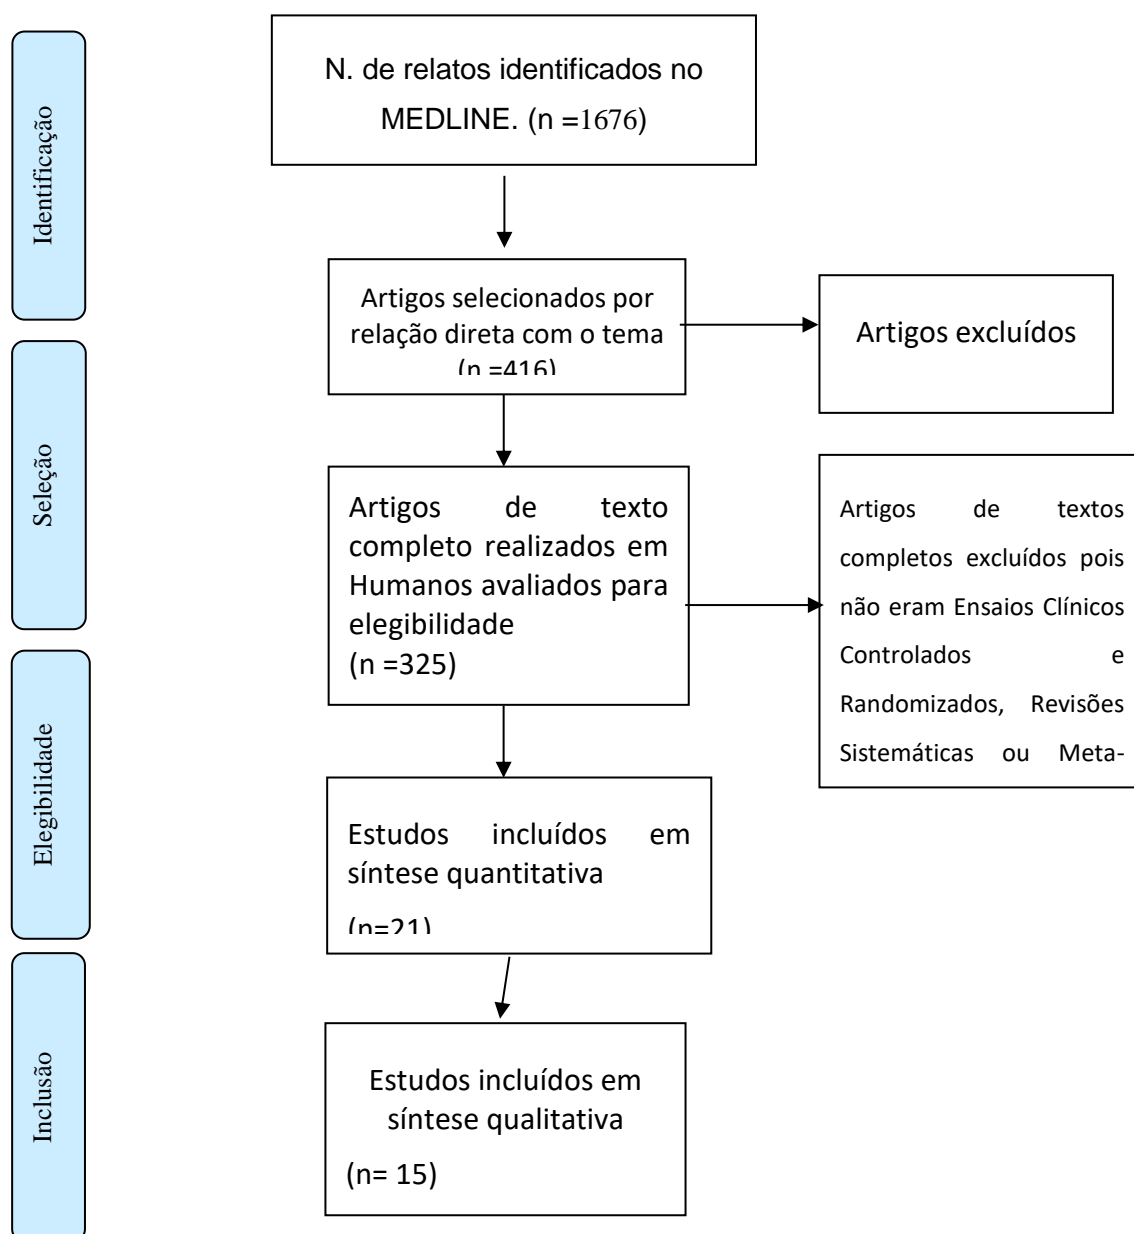 Identificação
N. de relatos identificados no
MEDLINE. (n =1676)
Artigos selecionados por
relação direta com o tema
(n =416)
Artigos excluídos
Seleção
Artigos de texto
completo realizados em
Humanos avaliados para
elegibilidade
(n =325)
Artigos de textos
completos excluídos pois
não eram Ensaios Clínicos
Controlados e
Randomizados, Revisões
Sistemáticas ou Meta-
Elegibilidade
Estudos incluídos em
síntese quantitativa
(n=21)
Inclusão
Estudos incluídos em
síntese qualitativa
(n= 15)